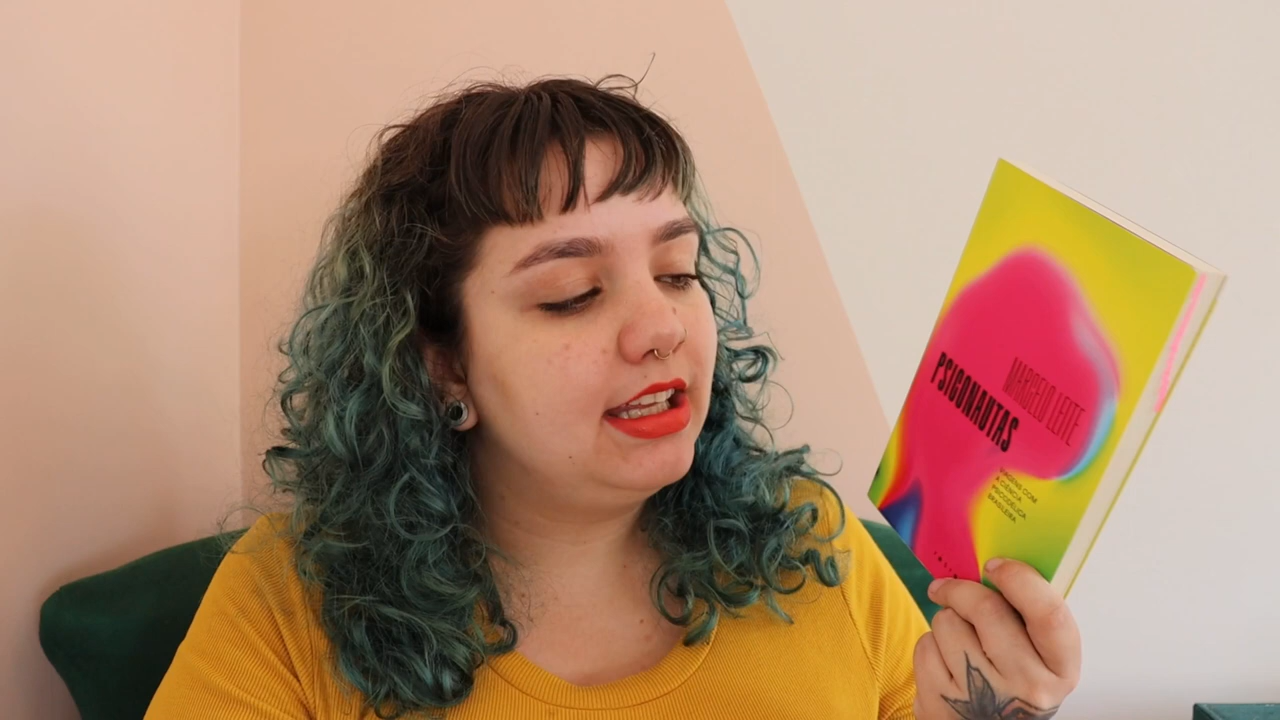 MARCELO LEITE
PSICONAUTAS
VIAGENS COM
A CIÊNCIA
PSICODÉLICA
BRASILEIRA